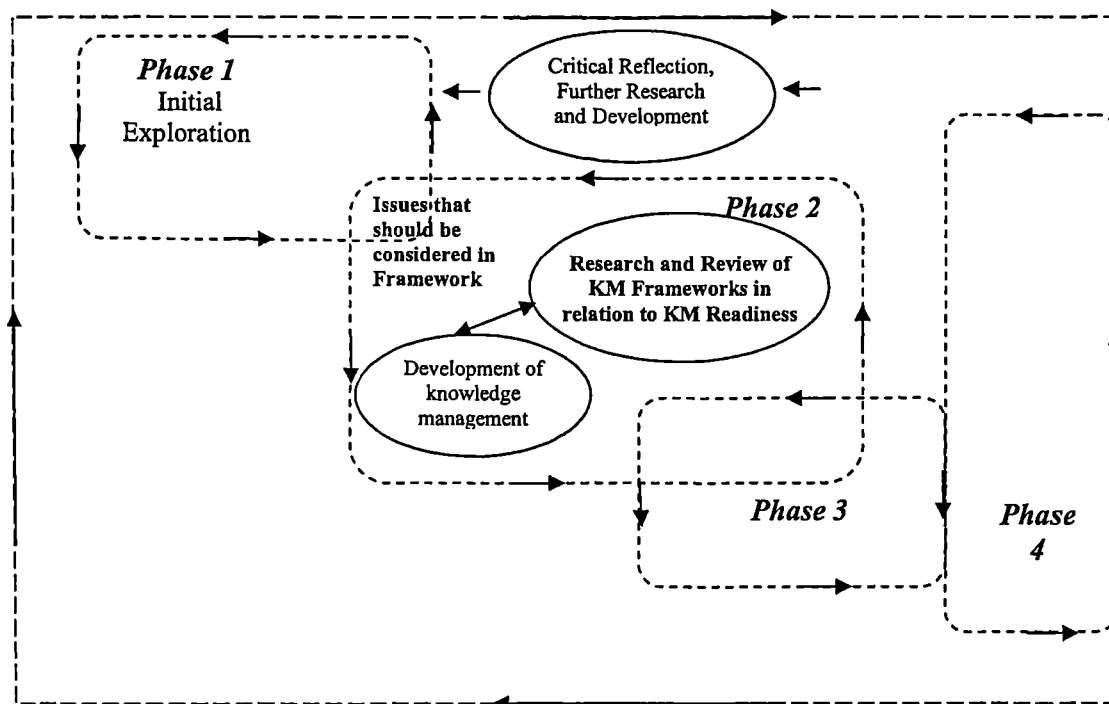 Phase 1
Initial
Exploration
Critical Reflection,
Further Research
and Development
Issues that
should be
considered in
Framework
Phase 2
Research and Review of
KM Frameworks in
relation to KM Readiness
Development of
knowledge
management
Phase 3
Phase
4